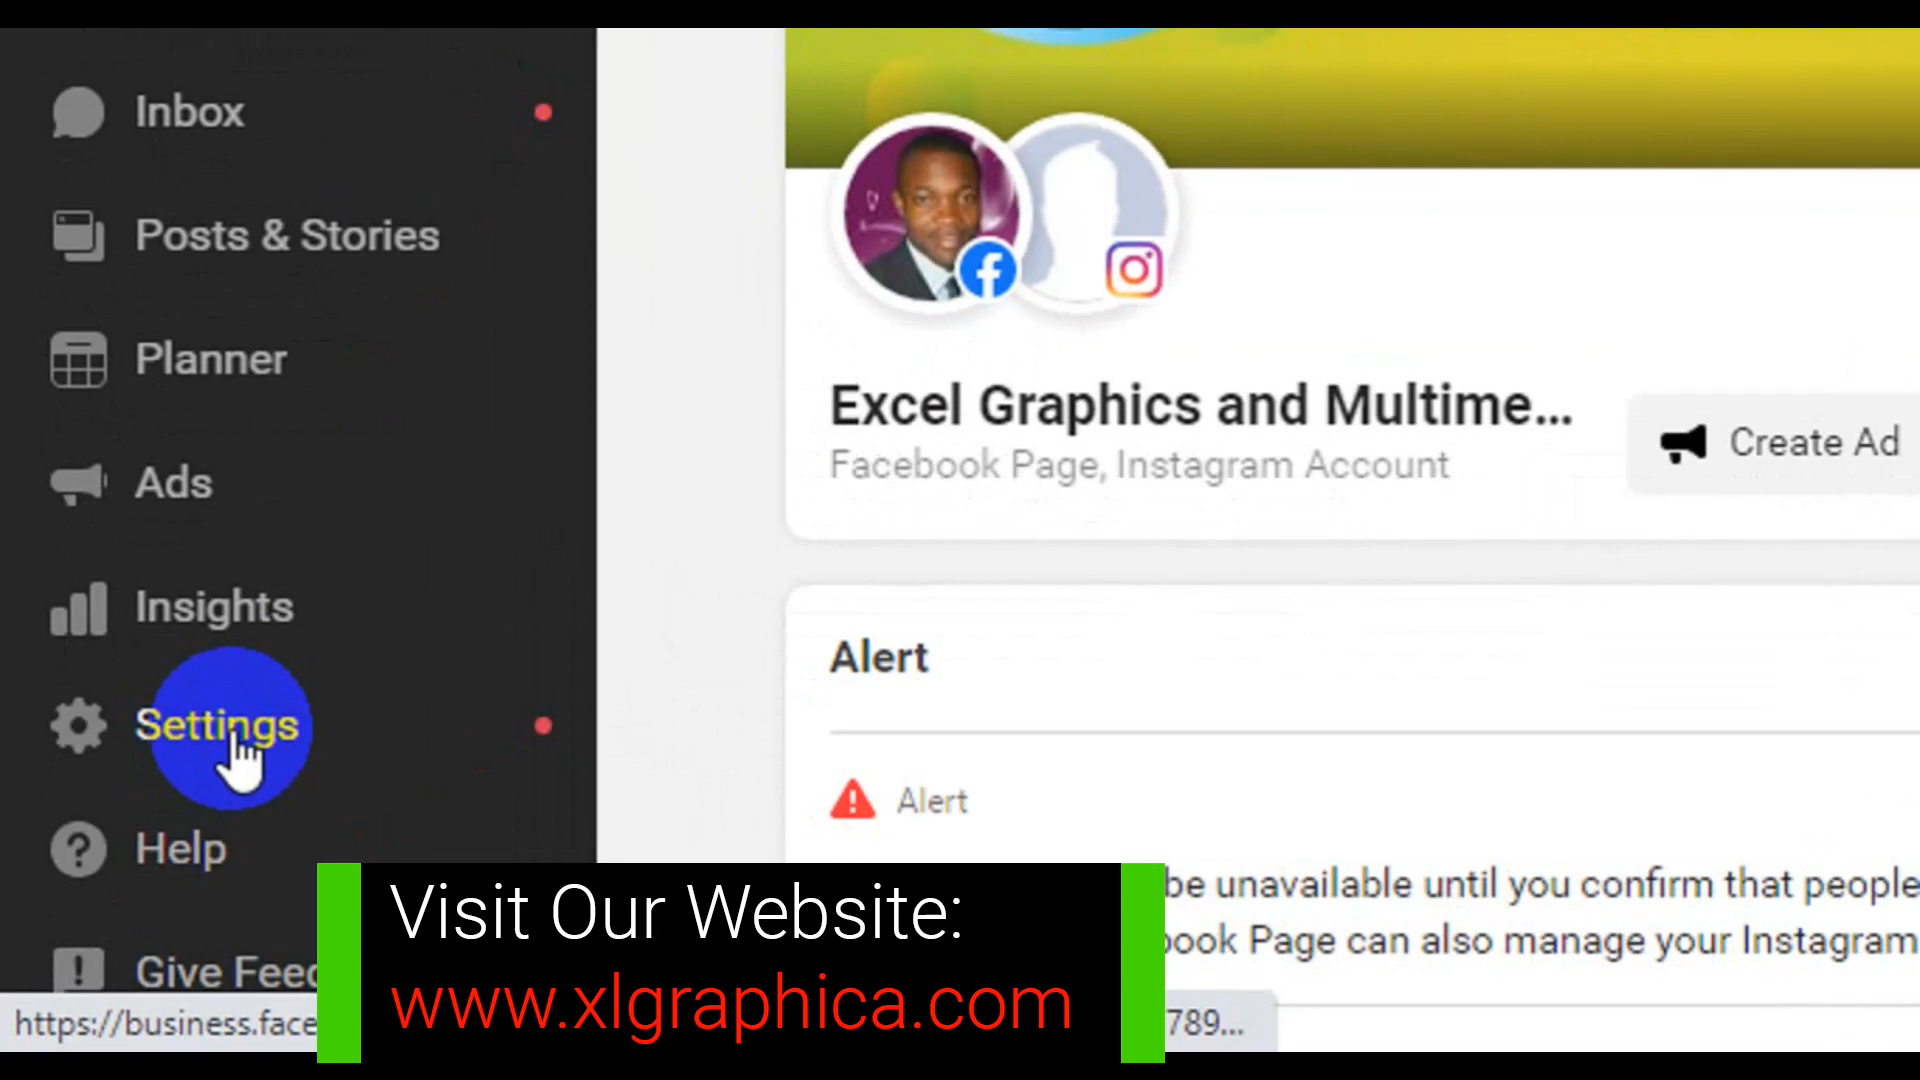 Inbox
Posts & Stories
Planner
Ads
Insights
Settings
Help
Give Feed
https://business.face
Excel Graphics and Multime...
Facebook Page, Instagram Account
Create Ad
Alert
Alert
be unavailable until you confirm that people
book Page can also manage your Instagram
789...
Visit Our Website:
www.xlgraphica.com